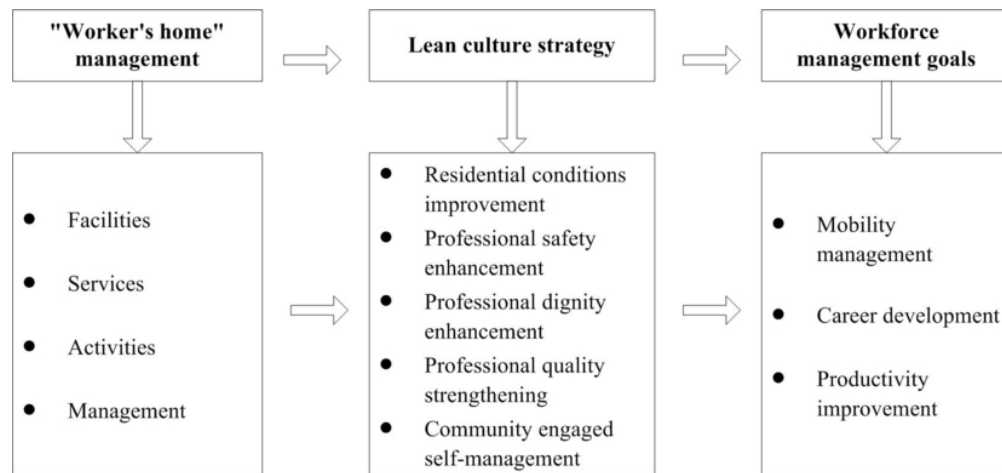 "Worker's home"
management
Lean culture strategy
Workforce
management goals
● Facilities
● Services
● Activities
● Management
● Residential conditions
improvement
● Professional safety
enhancement
● Professional dignity
enhancement
● Professional quality
strengthening
● Community engaged
self-management
● Mobility
management
● Career development
● Productivity
improvement